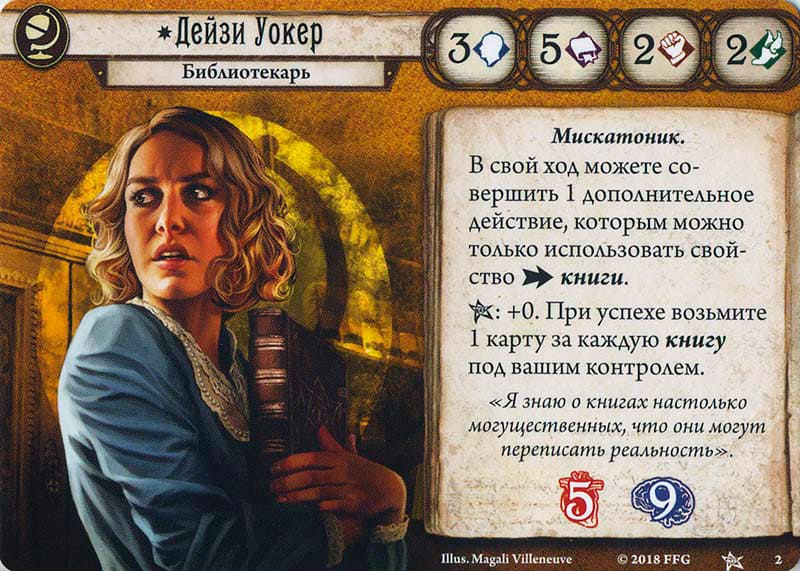 Дейзи Уокер
Библиотекарь
3 5 2 2
Мискатоник.
В свой ход можете со-
вершить 1 дополнительное
действие, которым можно
только использовать свой-
ство книги.
: +0. При успехе возьмите
1 карту за каждую книгу
под вашим контролем.
«Я знаю о книгах настолько
могущественных, что они могут
переписать реальность».
5 9
Illus. Magali Villeneuve © 2018 FFG 2